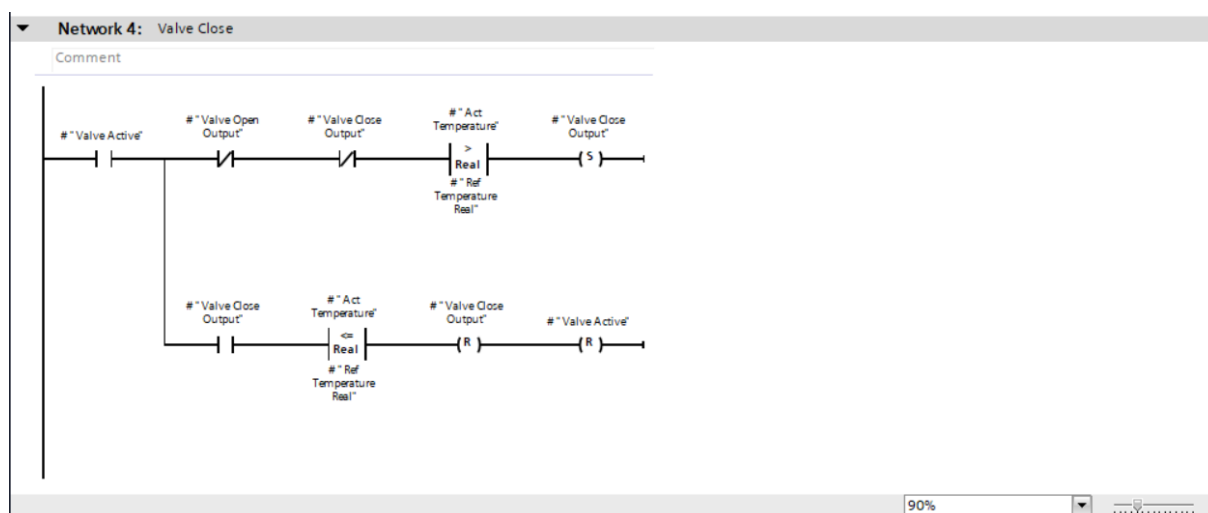 Network 4: Valve Close
Comment
#"Valve Active"
#"Valve Open
Output"
#"Valve Close
Output"
#"Act
Temperature"
>
Real
#"Ref
Temperature
Real"
#"Valve Close
Output"
S
#"Valve Close
Output"
#"Act
Temperature"
<=
Real
#"Ref
Temperature
Real"
#"Valve Close
Output"
R
#"Valve Active"
R
90%